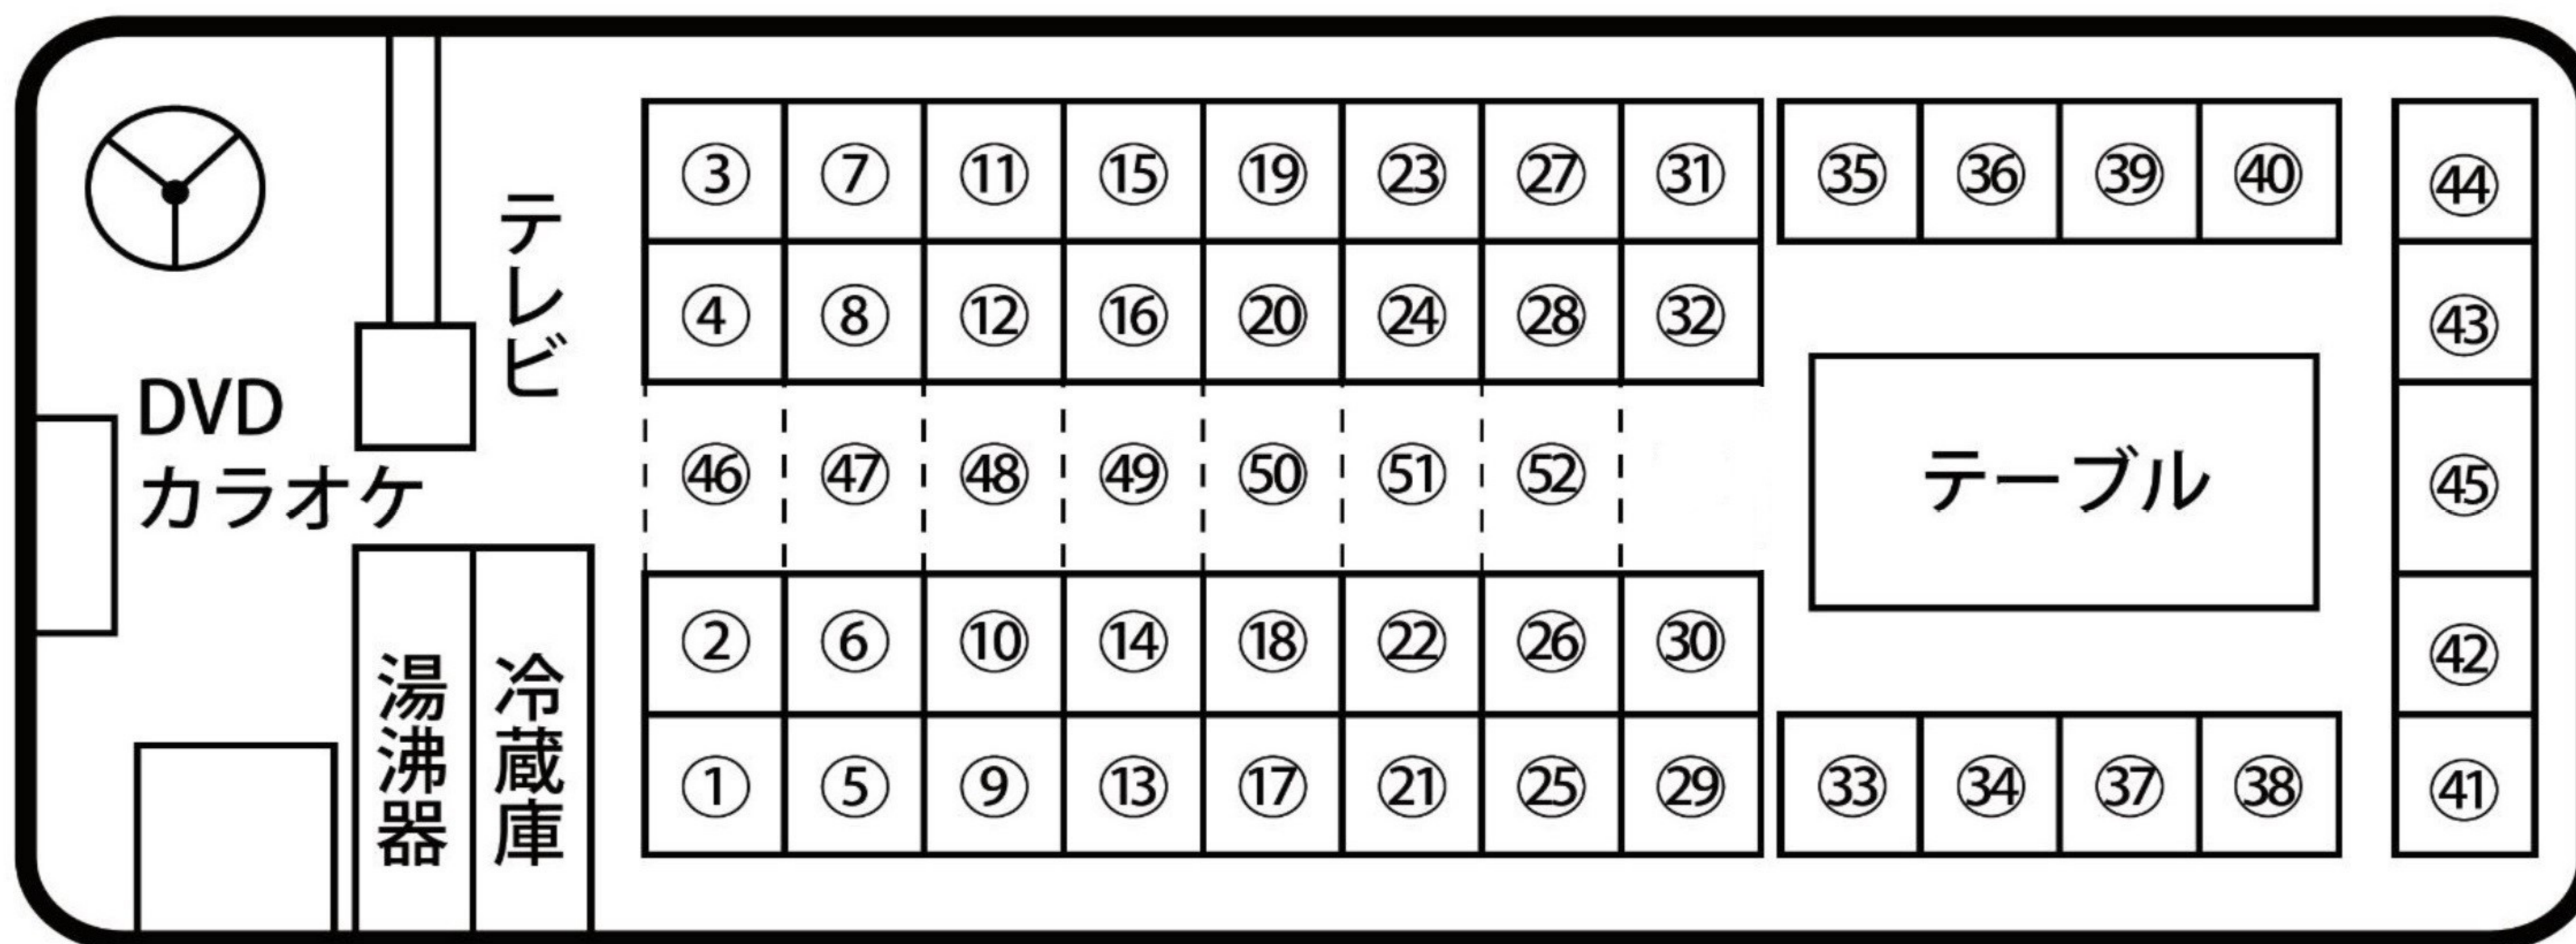 ③ ⑦ ⑪ ⑮ ⑲ ㉓ ㉗ ㉛ ㉟ ㊱ ㊴ ㊵ ㊹
テレビ
④ ⑧ ⑫ ⑯ ⑳ ㉔ ㉘ ㉜ ㊸
DVD
カラオケ
㊻ ㊼ ㊽ ㊾ ㊿ 51 52 テーブル ㊺
② ⑥ ⑩ ⑭ ⑱ ㉒ ㉖ ㉚ ㊷
湯沸器
冷蔵庫
① ⑤ ⑨ ⑬ ⑰ ㉑ ㉕ ㉙ ㉝ ㉞ ㊲ ㊳ ㊶